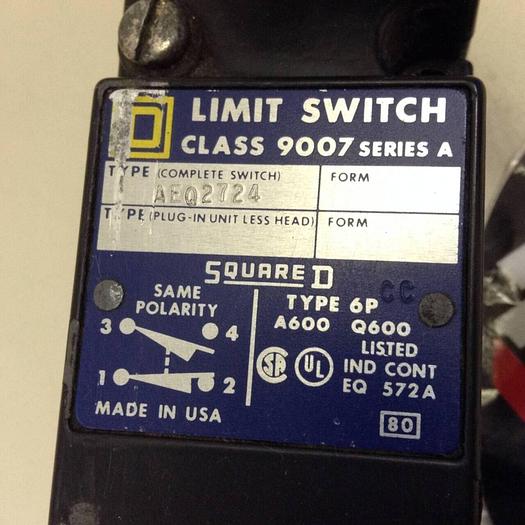 LIMIT SWITCH
CLASS 9007 SERIES A
TYPE (COMPLETE SWITCH) FORM
AEQ2724
TYPE (PLUG-IN UNIT LESS HEAD) FORM
SQUARE D
SAME
POLARITY
3 4
1 2
MADE IN USA
TYPE 6P CC
A600 Q600
LISTED
SA UL
IND CONT
EQ 572A
80